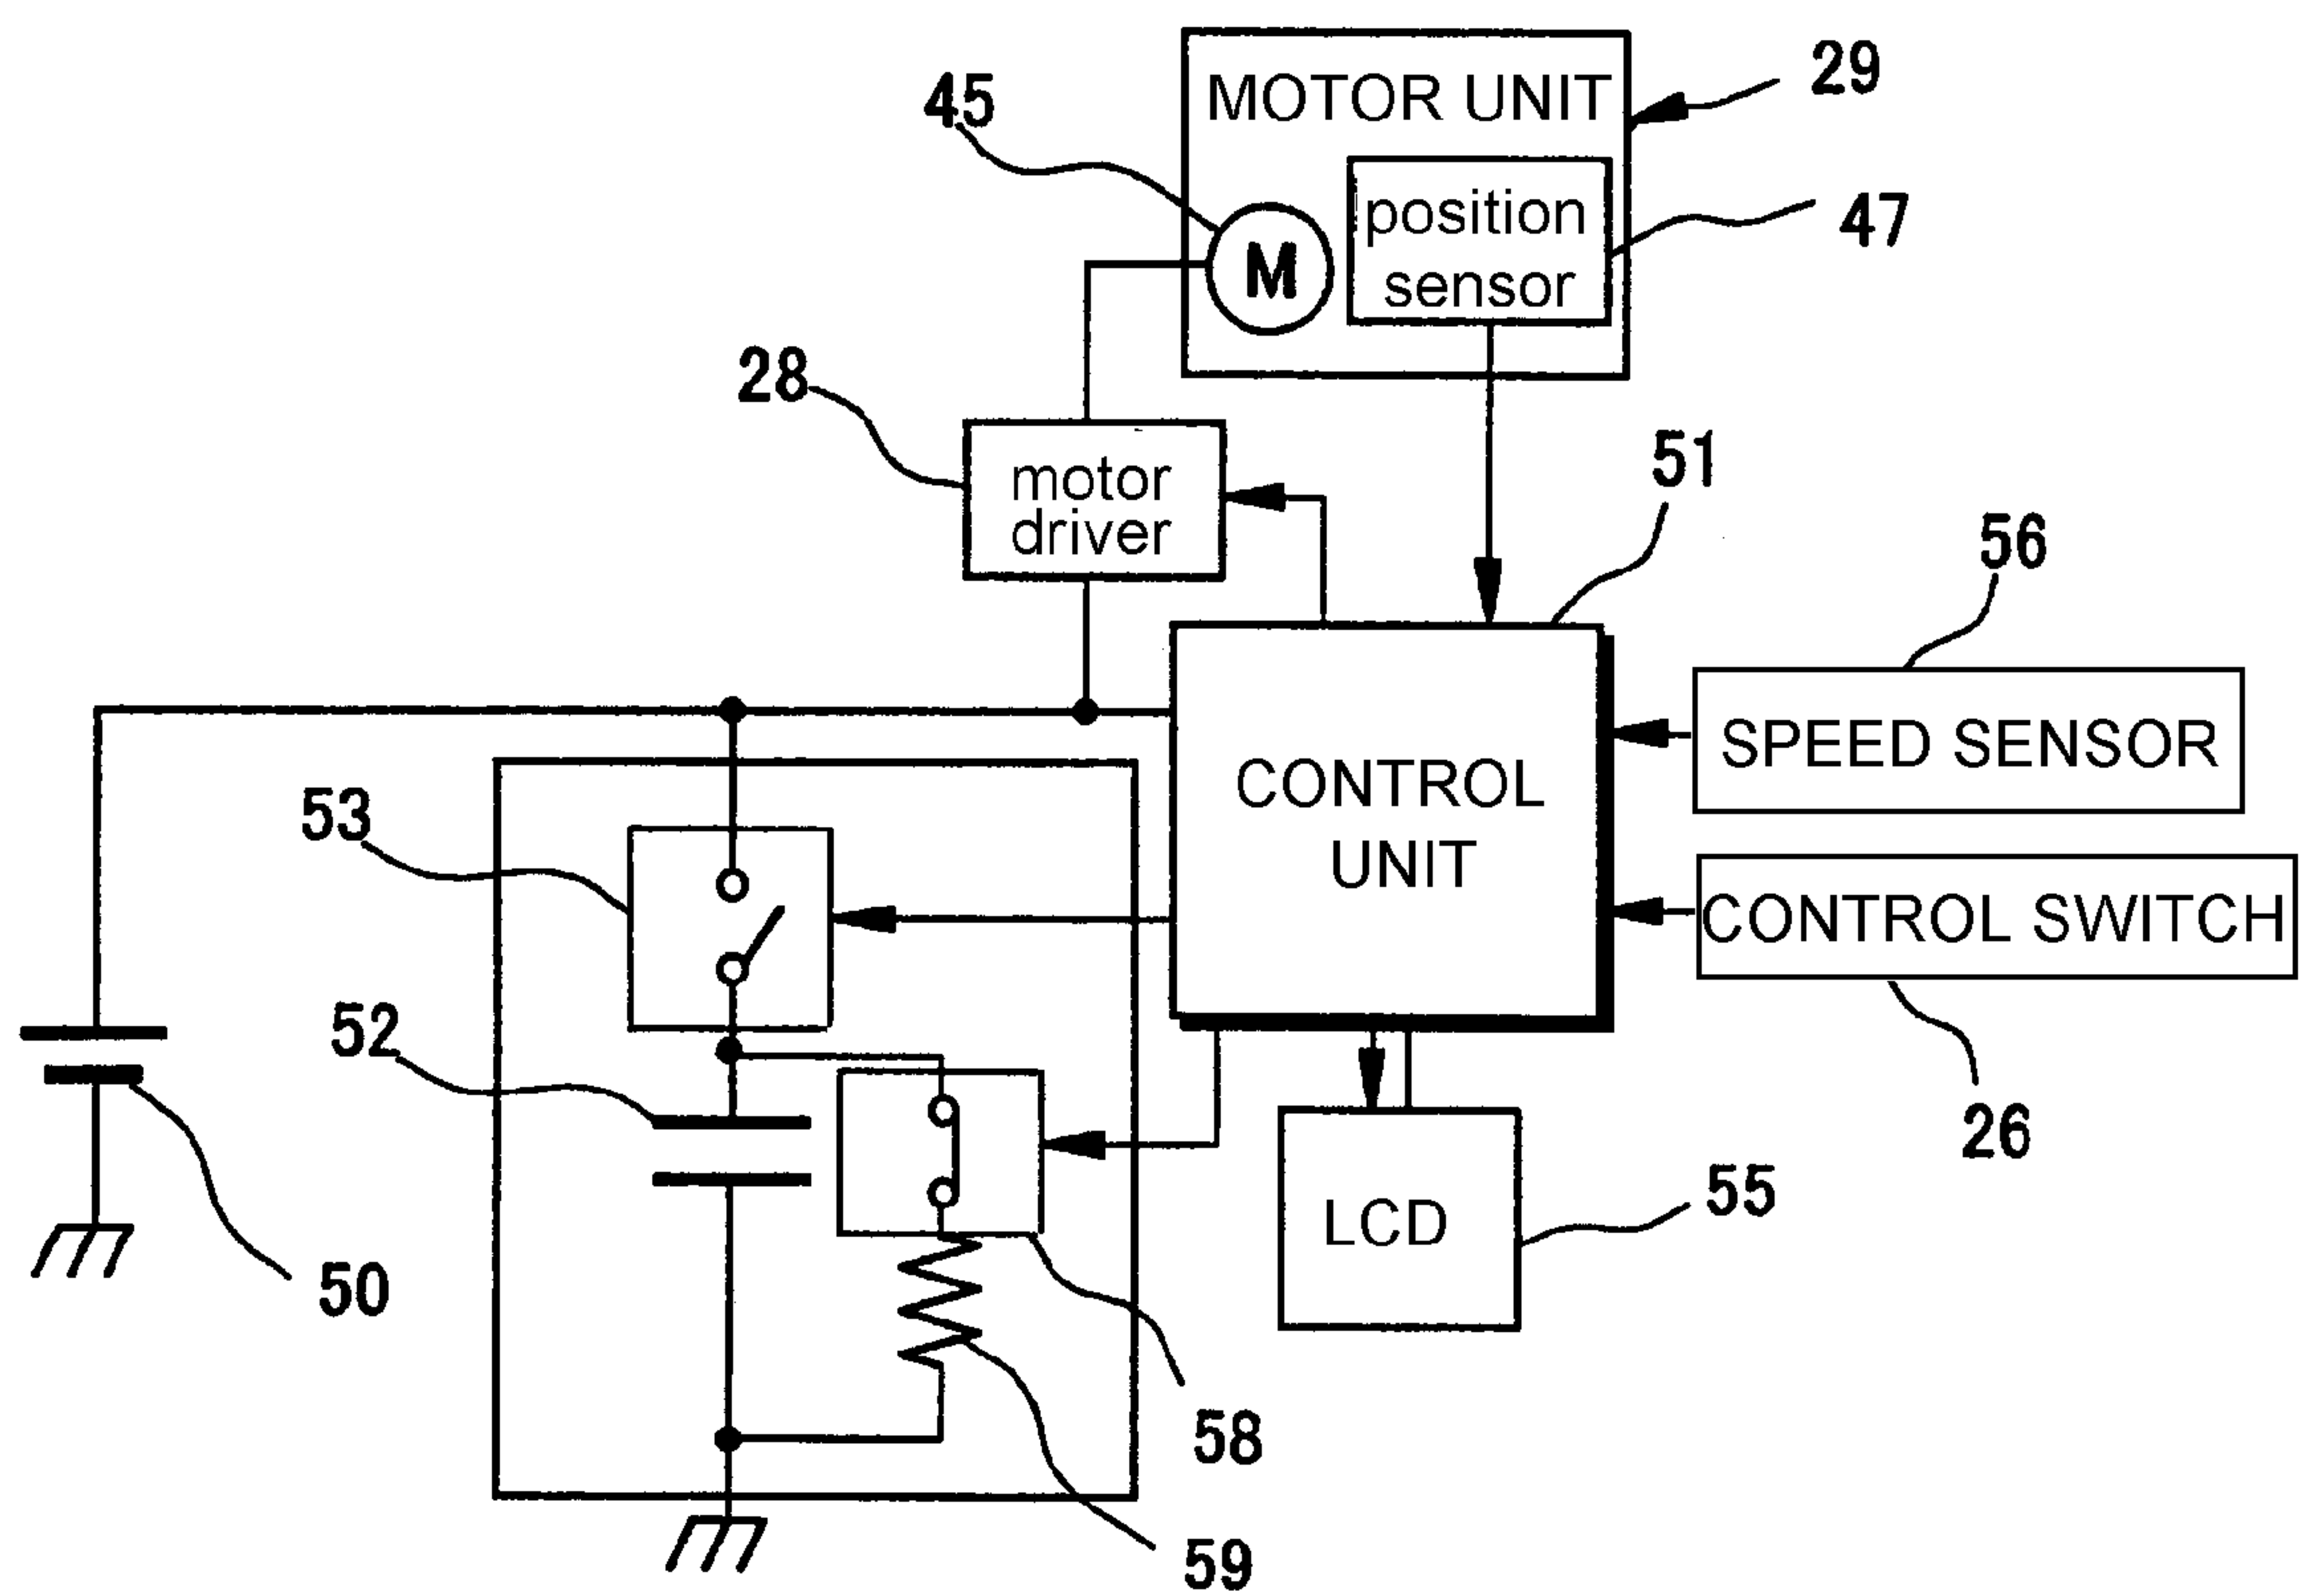 MOTOR UNIT
29
45
position
sensor
47
M
28
motor
driver
51
56
SPEED SENSOR
CONTROL
UNIT
53
CONTROL SWITCH
52
26
LCD
55
50
58
59